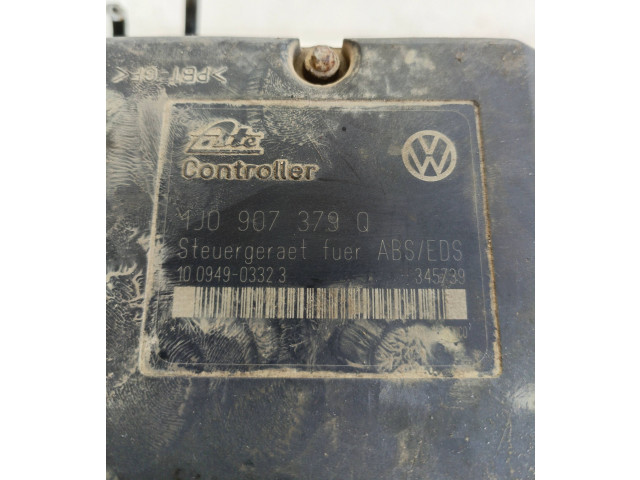 >PBT-GF<
Ate
Controller
1J0 907 379 Q
Steuergeraet fuer ABS/EDS
10.0949-0332.3 345739